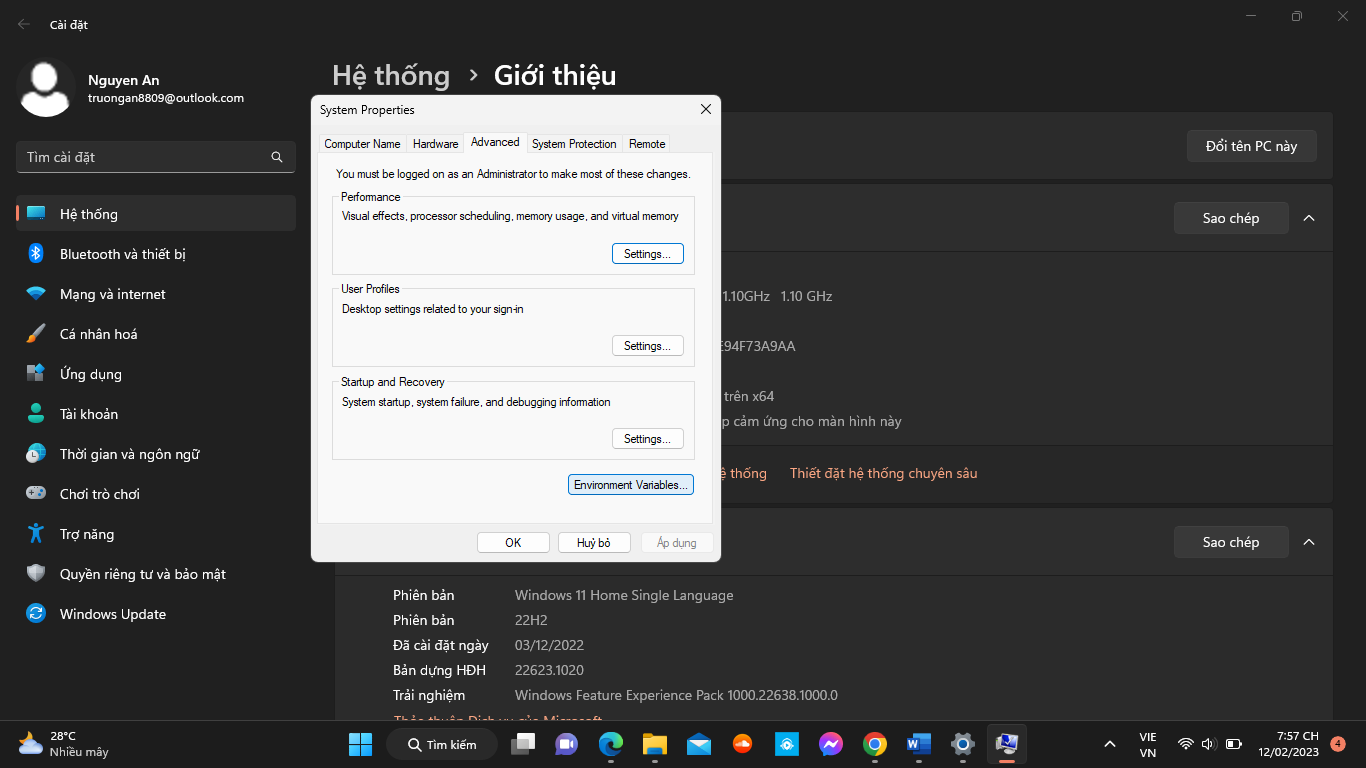 Cài đặt
Nguyen An
truongan8809@outlook.com
Tìm cài đặt
Hệ thống
Bluetooth và thiết bị
Mạng và internet
Cá nhân hoá
Ứng dụng
Tài khoản
Thời gian và ngôn ngữ
Chơi trò chơi
Trợ năng
Quyền riêng tư và bảo mật
Windows Update
Hệ thống › Giới thiệu
Đổi tên PC này
Sao chép
1.10GHz 1.10 GHz
E94F73A9AA
trên x64
cảm ứng cho màn hình này
thống Thiết đặt hệ thống chuyên sâu
Sao chép
System Properties
Computer Name Hardware Advanced System Protection Remote
You must be logged on as an Administrator to make most of these changes.
Performance
Visual effects, processor scheduling, memory usage, and virtual memory
Settings...
User Profiles
Desktop settings related to your sign-in
Settings...
Startup and Recovery
System startup, system failure, and debugging information
Settings...
Environment Variables...
OK Huỷ bỏ Áp dụng
Phiên bản Windows 11 Home Single Language
Phiên bản 22H2
Đã cài đặt ngày 03/12/2022
Bản dựng HĐH 22623.1020
Trải nghiệm Windows Feature Experience Pack 1000.22638.1000.0
Thỏa thuận Dịch vụ của Microsoft
28°C
Nhiều mây
Tìm kiếm
VIE
VN
7:57 CH
12/02/2023
4